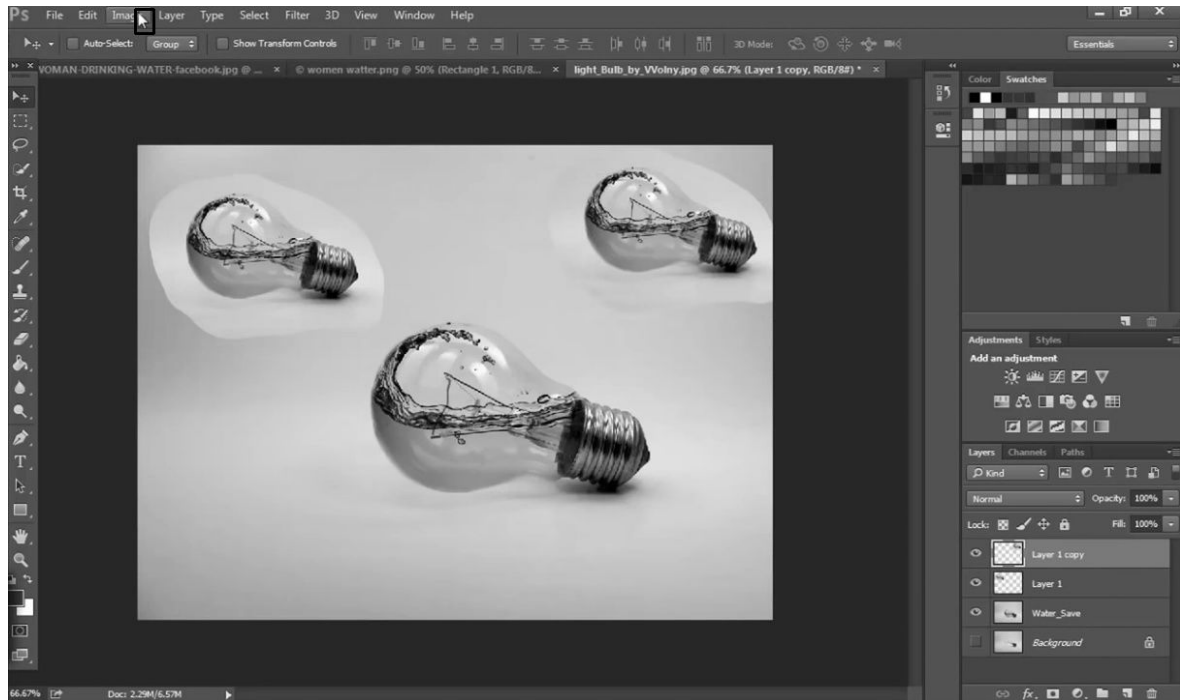 Ps File Edit Image Layer Type Select Filter 3D View Window Help
Auto-Select: Group Show Transform Controls 3D Mode: Essentials
WOMAN-DRINKING-WATER-facebook.jpg @ ... × © women watter.png @ 50% (Rectangle 1, RGB/8... × light_Bulb_by_VVolny.jpg @ 66.7% (Layer 1 copy, RGB/8#) * ×
Color Swatches
Adjustments Styles
Add an adjustment
Layers Channels Paths
Kind
Normal Opacity: 100%
Lock: Fill: 100%
Layer 1 copy
Layer 1
Water_Save
Background
fx
66.67% Doc: 2.29M/6.57M